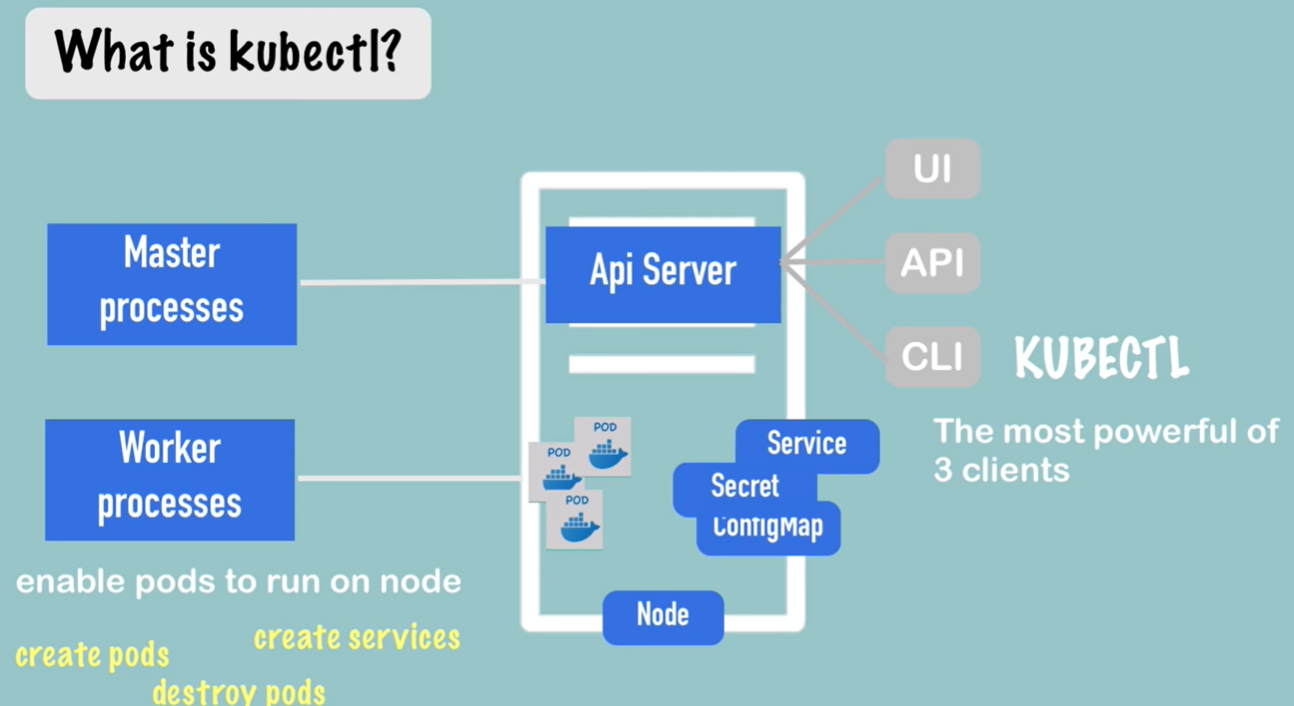 What is kubectl?
Master
processes
Api Server
UI
API
CLI
KUBECTL
The most powerful of
3 clients
Worker
processes
POD
POD
POD
Service
Secret
ConfigMap
Node
enable pods to run on node
create services
create pods
destroy pods